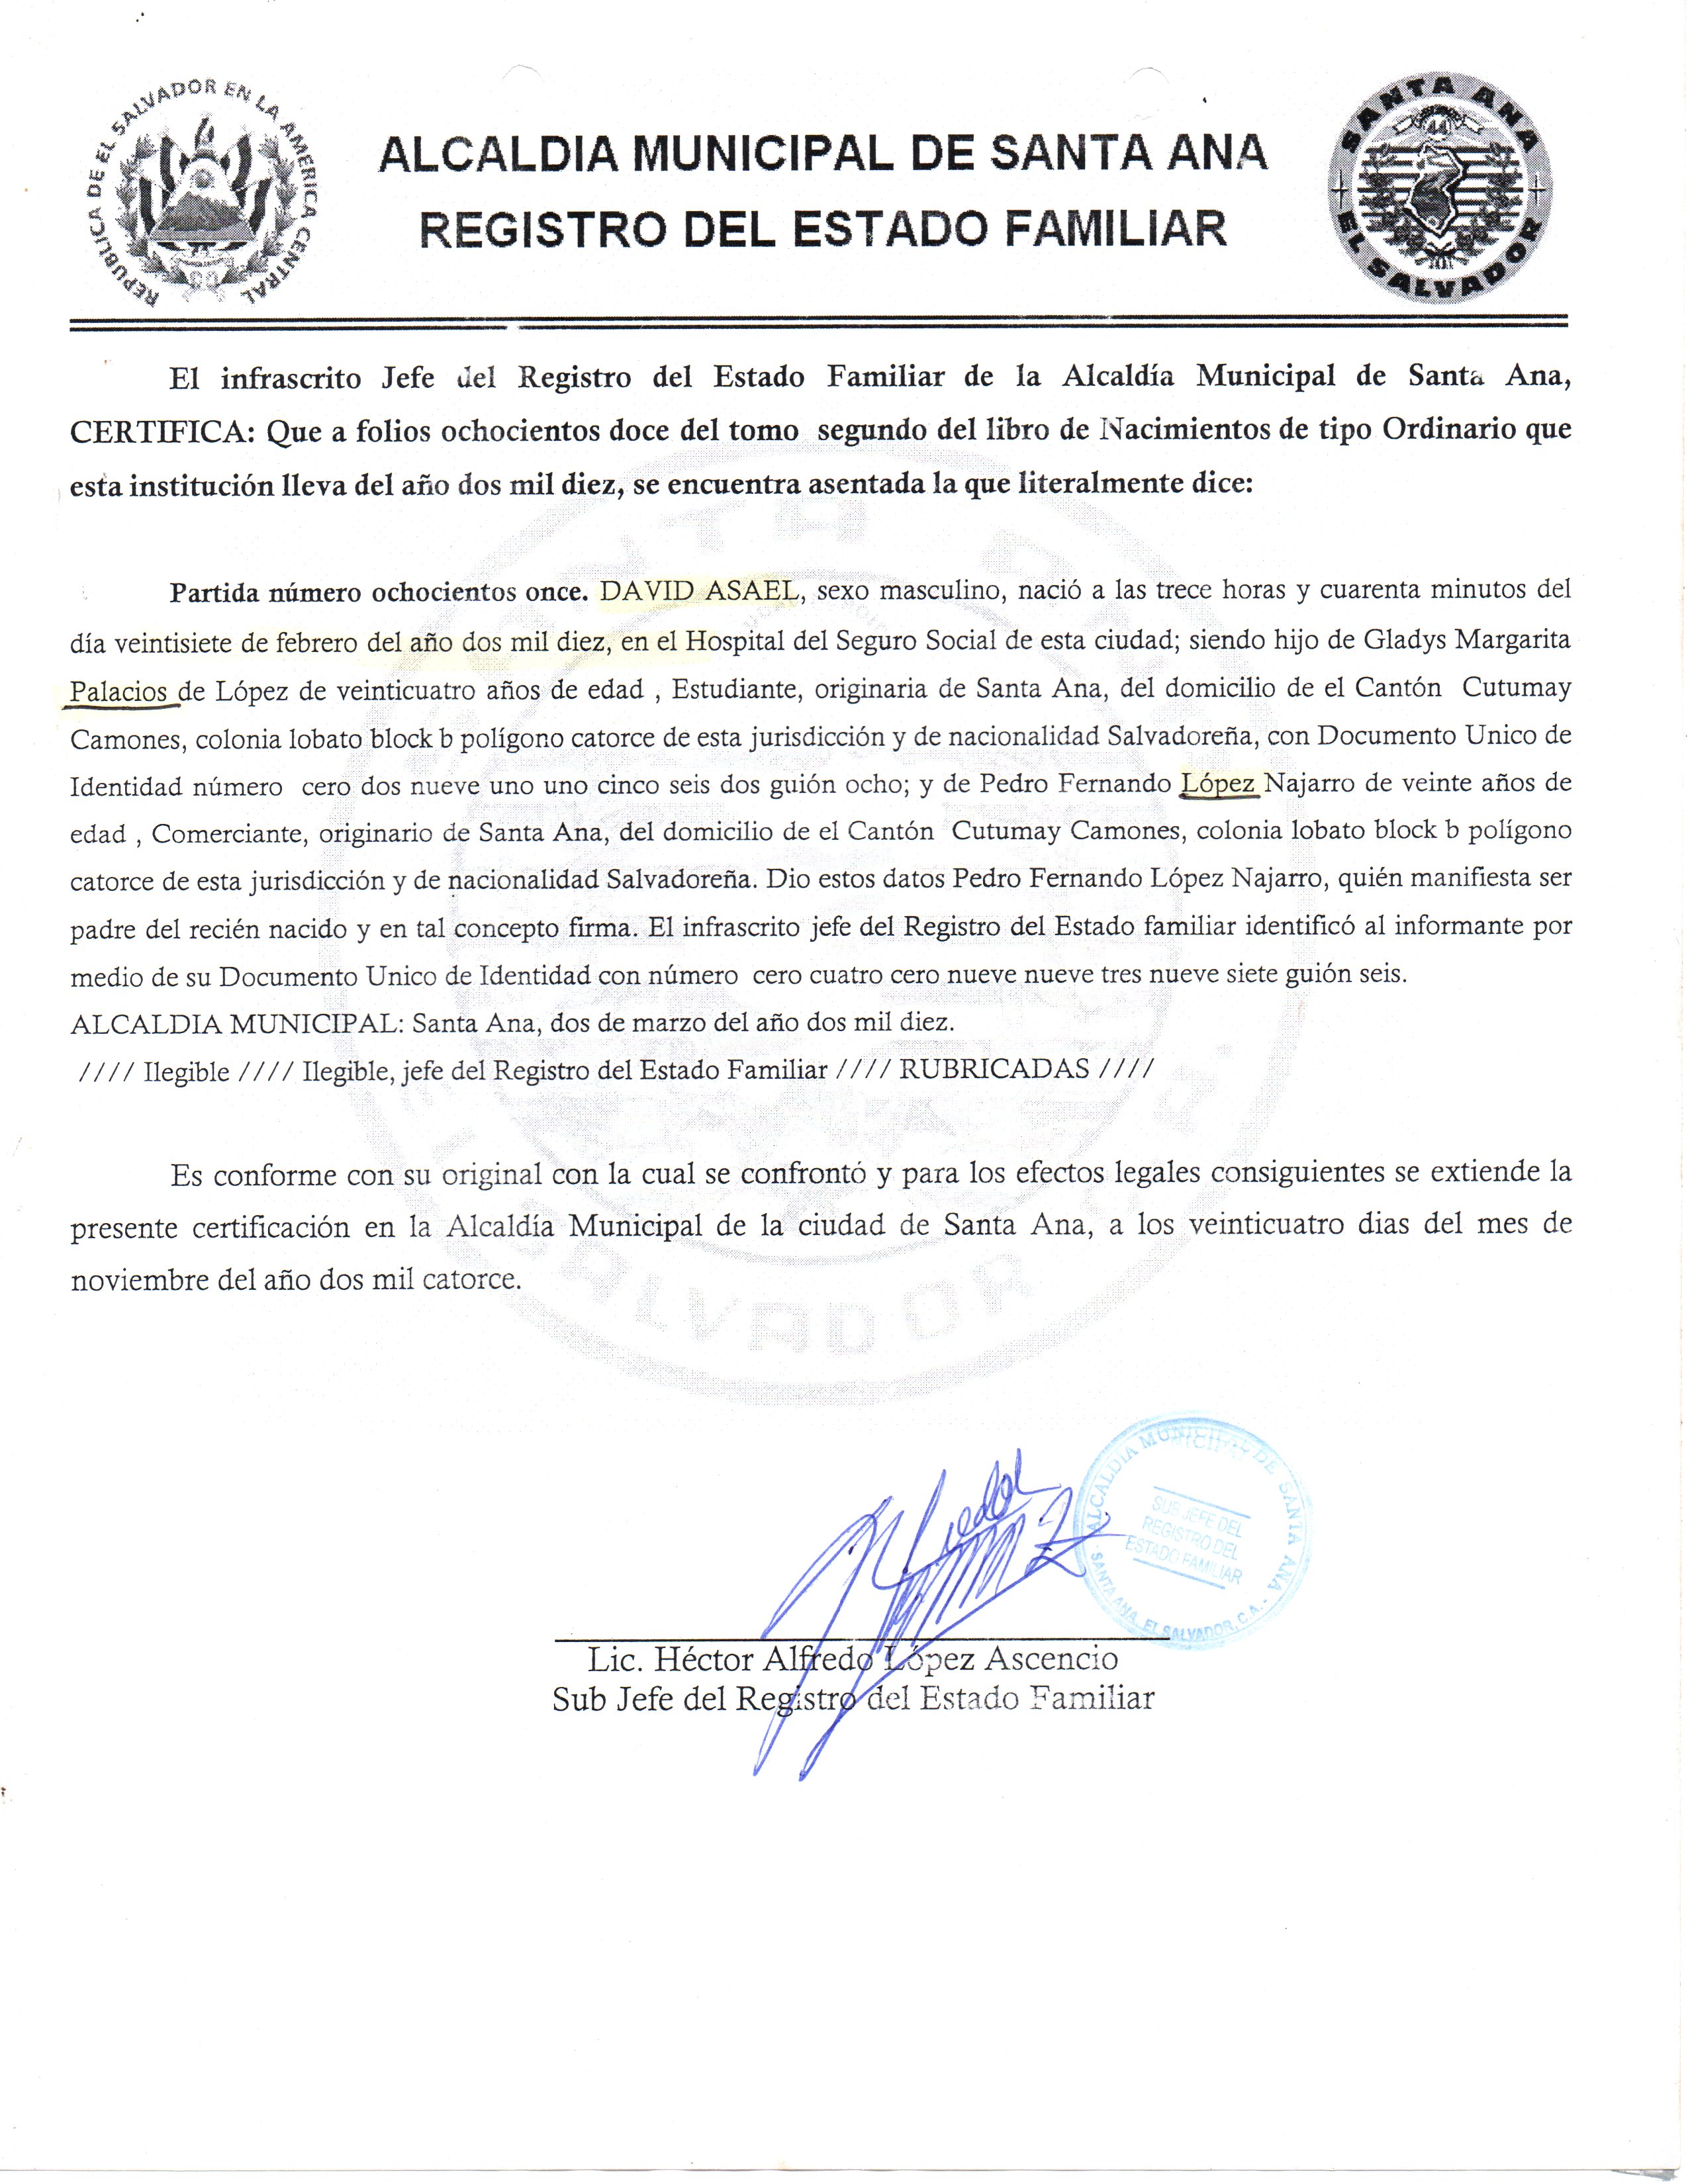 REPUBLICA DE EL SALVADOR EN LA AMERICA CENTRAL
SANTA ANA
EL SALVADOR
ALCALDIA MUNICIPAL DE SANTA ANA
REGISTRO DEL ESTADO FAMILIAR
El infrascrito Jefe del Registro del Estado Familiar de la Alcaldía Municipal de Santa Ana,
CERTIFICA: Que a folios ochocientos doce del tomo segundo del libro de Nacimientos de tipo Ordinario que
esta institución lleva del año dos mil diez, se encuentra asentada la que literalmente dice:
Partida número ochocientos once. DAVID ASAEL, sexo masculino, nació a las trece horas y cuarenta minutos del
día veintisiete de febrero del año dos mil diez, en el Hospital del Seguro Social de esta ciudad; siendo hijo de Gladys Margarita
Palacios de López de veinticuatro años de edad , Estudiante, originaria de Santa Ana, del domicilio de el Cantón Cutumay
Camones, colonia lobato block b polígono catorce de esta jurisdicción y de nacionalidad Salvadoreña, con Documento Unico de
Identidad número cero dos nueve uno uno cinco seis dos guión ocho; y de Pedro Fernando López Najarro de veinte años de
edad , Comerciante, originario de Santa Ana, del domicilio de el Cantón Cutumay Camones, colonia lobato block b polígono
catorce de esta jurisdicción y de nacionalidad Salvadoreña. Dio estos datos Pedro Fernando López Najarro, quién manifiesta ser
padre del recién nacido y en tal concepto firma. El infrascrito jefe del Registro del Estado familiar identificó al informante por
medio de su Documento Unico de Identidad con número cero cuatro cero nueve nueve tres nueve siete guión seis.
ALCALDIA MUNICIPAL: Santa Ana, dos de marzo del año dos mil diez.
//// Ilegible //// Ilegible, jefe del Registro del Estado Familiar //// RUBRICADAS ////
Es conforme con su original con la cual se confrontó y para los efectos legales consiguientes se extiende la
presente certificación en la Alcaldía Municipal de la ciudad de Santa Ana, a los veinticuatro dias del mes de
noviembre del año dos mil catorce.
ALCALDIA MUNICIPAL DE SANTA ANA
SUB JEFE DEL
REGISTRO DEL
ESTADO FAMILIAR
SANTA ANA, EL SALVADOR, C.A.
Lic. Héctor Alfredo López Ascencio
Sub Jefe del Registro del Estado Familiar